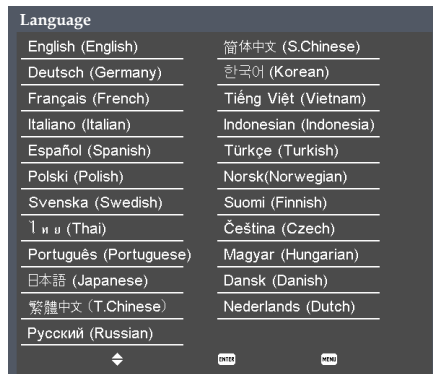 Language
English (English)
Deutsch (Germany)
Français (French)
Italiano (Italian)
Español (Spanish)
Polski (Polish)
Svenska (Swedish)
ไทย (Thai)
Português (Portuguese)
日本語 (Japanese)
繁體中文 (T.Chinese)
Русский (Russian)
简体中文 (S.Chinese)
한국어 (Korean)
Tiếng Việt (Vietnam)
Indonesian (Indonesia)
Türkçe (Turkish)
Norsk(Norwegian)
Suomi (Finnish)
Čeština (Czech)
Magyar (Hungarian)
Dansk (Danish)
Nederlands (Dutch)
ENTER
MENU